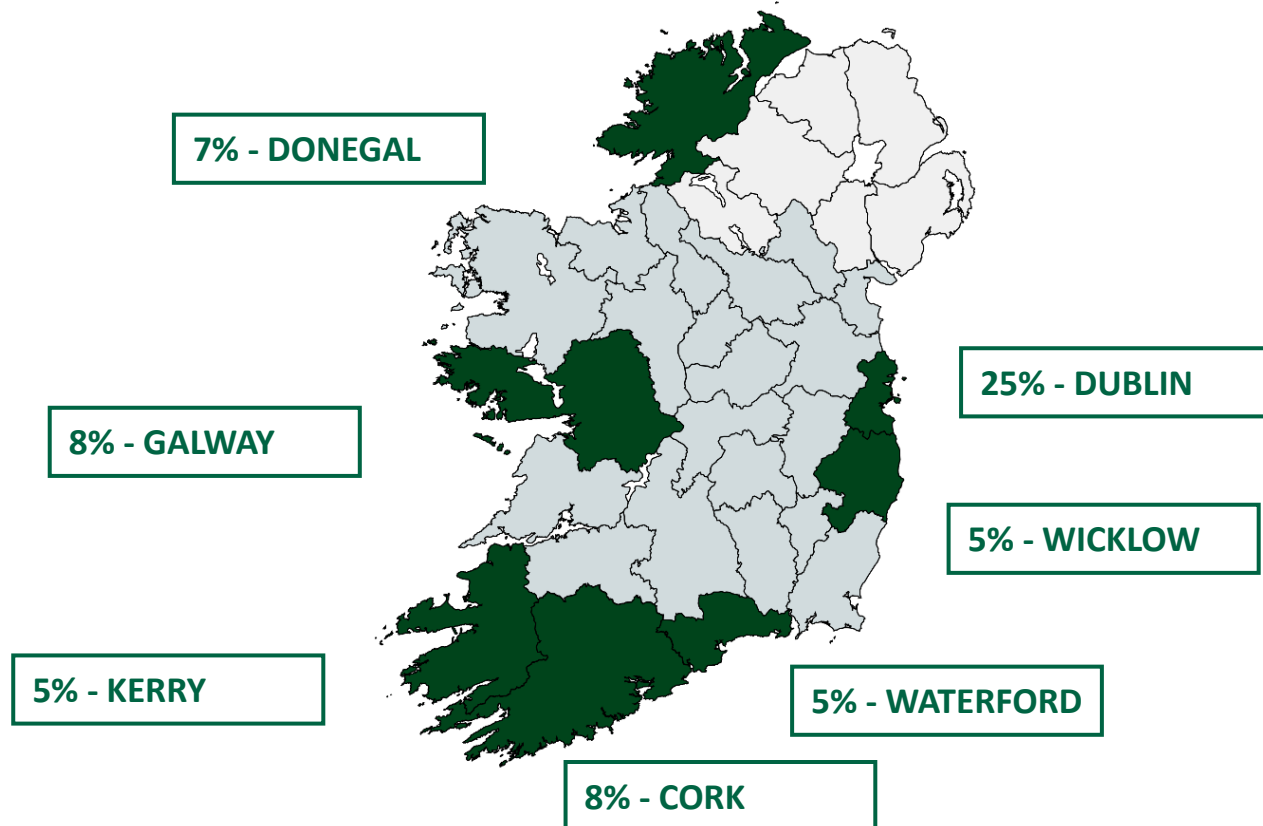 7% - DONEGAL
25% - DUBLIN
8% - GALWAY
5% - WICKLOW
5% - KERRY
5% - WATERFORD
8% - CORK